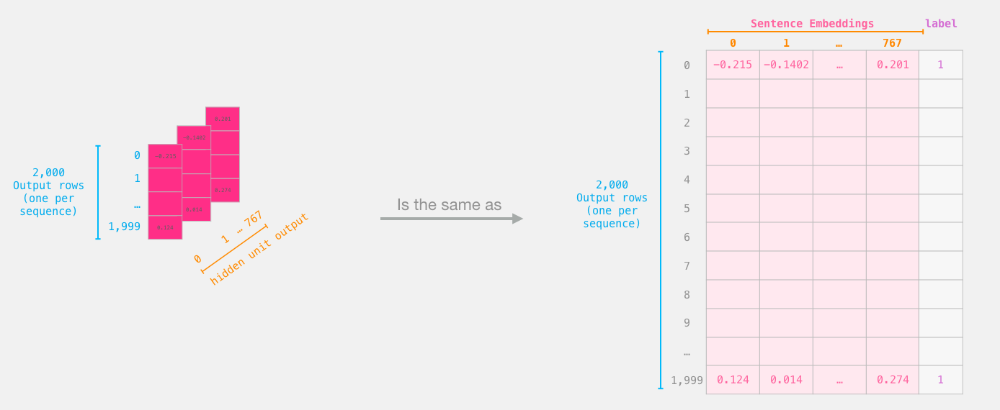 2,000
Output rows
(one per
sequence)
0
1
…
1,999
0.201
−0.1402
−0.215
0.274
0.014
0.124
0 1 … 767
hidden unit output
Is the same as
2,000
Output rows
(one per
sequence)
Sentence Embeddings label
0 1 … 767
0 −0.215 −0.1402 … 0.201 1
1
2
3
4
5
6
7
8
9
…
1,999 0.124 0.014 … 0.274 1